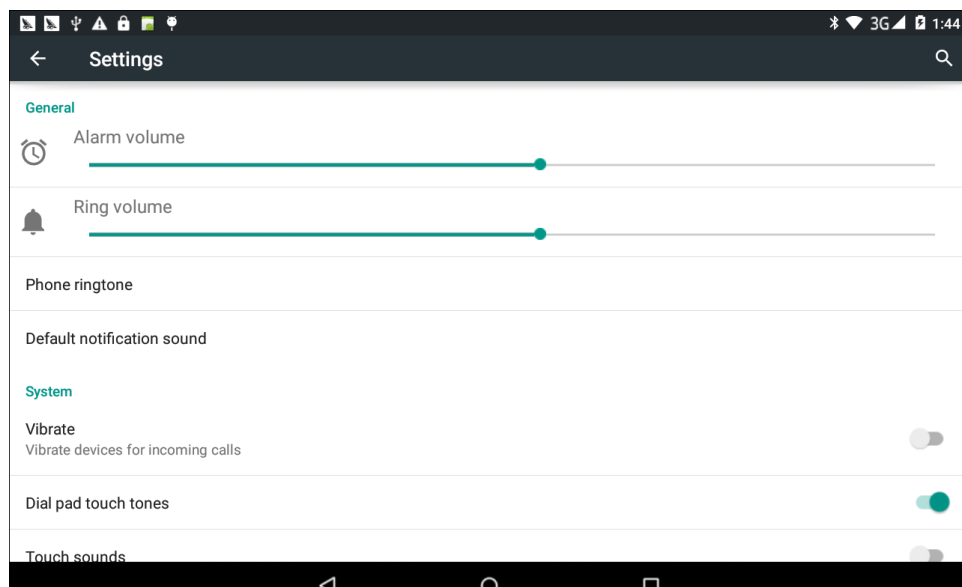 3G 1:44
Settings
General
Alarm volume
Ring volume
Phone ringtone
Default notification sound
System
Vibrate
Vibrate devices for incoming calls
Dial pad touch tones
Touch sounds